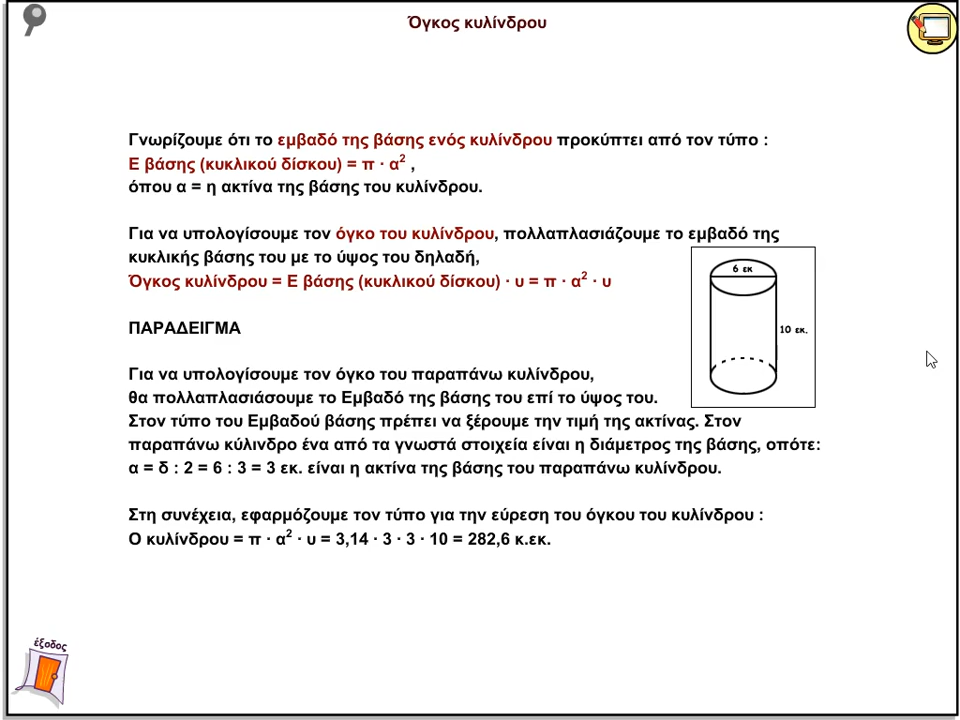 Όγκος κυλίνδρου
Γνωρίζουμε ότι το εμβαδό της βάσης ενός κυλίνδρου προκύπτει από τον τύπο :
Ε βάσης (κυκλικού δίσκου) = π · α² ,
όπου α = η ακτίνα της βάσης του κυλίνδρου.
Για να υπολογίσουμε τον όγκο του κυλίνδρου, πολλαπλασιάζουμε το εμβαδό της
κυκλικής βάσης του με το ύψος του δηλαδή,
Όγκος κυλίνδρου = Ε βάσης (κυκλικού δίσκου) · υ = π · α² · υ
6 εκ
10 εκ.
ΠΑΡΑΔΕΙΓΜΑ
Για να υπολογίσουμε τον όγκο του παραπάνω κυλίνδρου,
θα πολλαπλασιάσουμε το Εμβαδό της βάσης του επί το ύψος του.
Στον τύπο του Εμβαδού βάσης πρέπει να ξέρουμε την τιμή της ακτίνας. Στον
παραπάνω κύλινδρο ένα από τα γνωστά στοιχεία είναι η διάμετρος της βάσης, οπότε:
α = δ : 2 = 6 : 3 = 3 εκ. είναι η ακτίνα της βάσης του παραπάνω κυλίνδρου.
Στη συνέχεια, εφαρμόζουμε τον τύπο για την εύρεση του όγκου του κυλίνδρου :
Ο κυλίνδρου = π · α² · υ = 3,14 · 3 · 3 · 10 = 282,6 κ.εκ.
έξοδος